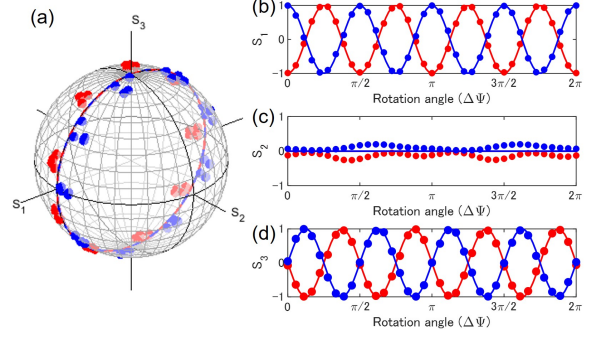 (a)
S3
S1
S2
(b)
1
0
-1
S1
0
π/2
π
3π/2
2π
Rotation angle (ΔΨ)
(c)
1
0
1
S2
0
π/2
π
3π/2
2π
Rotation angle (ΔΨ)
(d)
1
0
-1
S3
0
π/2
π
3π/2
2π
Rotation angle (ΔΨ)